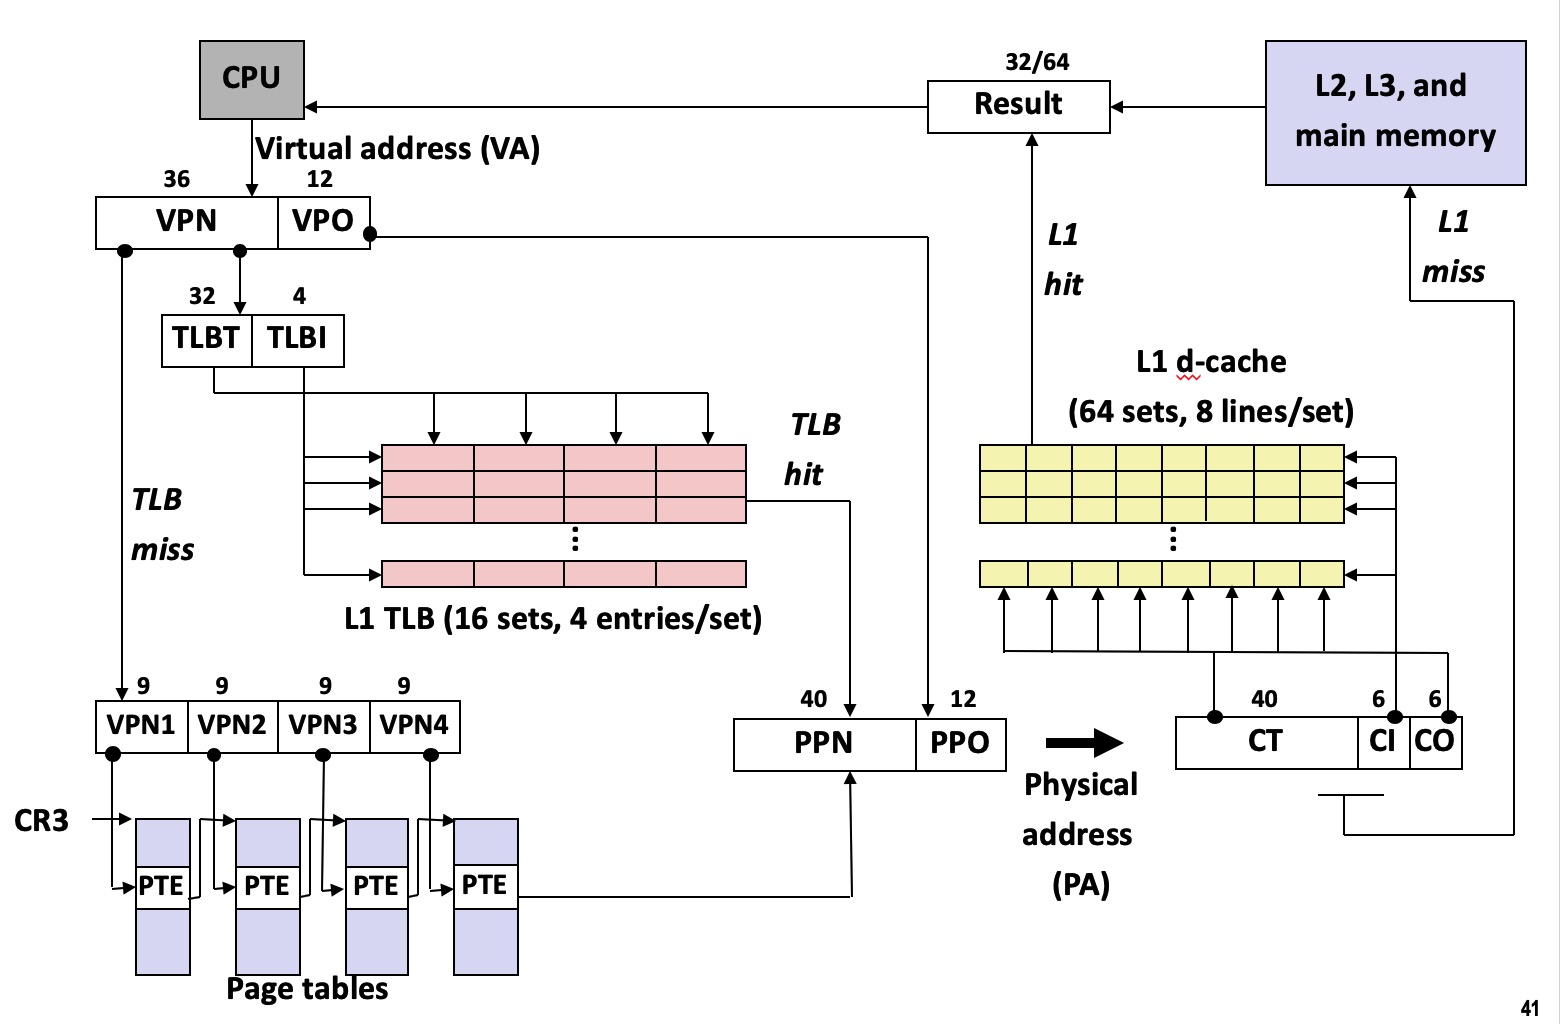 CPU
32/64
Result
L2, L3, and
main memory
Virtual address (VA)
36
12
VPN
VPO
L1
hit
L1
miss
32
4
TLBT
TLBI
L1 d-cache
(64 sets, 8 lines/set)
TLB
hit
TLB
miss
...
...
L1 TLB (16 sets, 4 entries/set)
9
9
9
9
VPN1
VPN2
VPN3
VPN4
40
12
PPN
PPO
40
6
6
CT
CI
CO
Physical
address
(PA)
CR3
PTE
PTE
PTE
PTE
Page tables
41